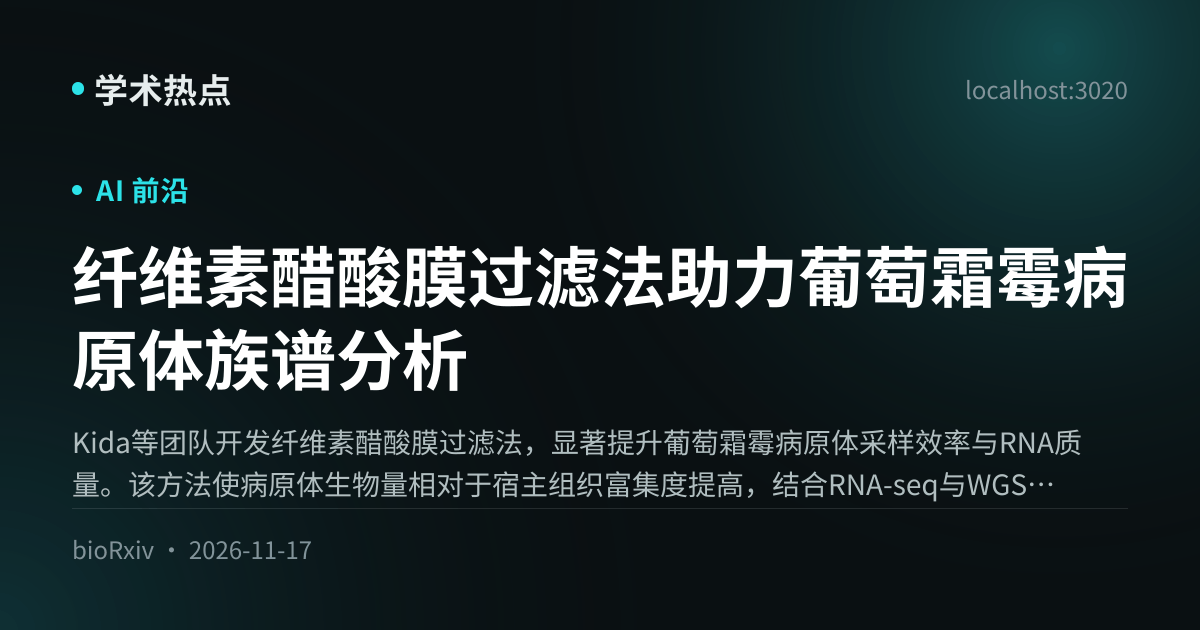 学术热点
localhost:3020
AI 前沿
纤维素醋酸膜过滤法助力葡萄霜霉病
原体族谱分析
Kida等团队开发纤维素醋酸膜过滤法，显著提升葡萄霜霉病原体采样效率与RNA质
量。该方法使病原体生物量相对于宿主组织富集度提高，结合RNA-seq与WGS…
bioRxiv · 2026-11-17